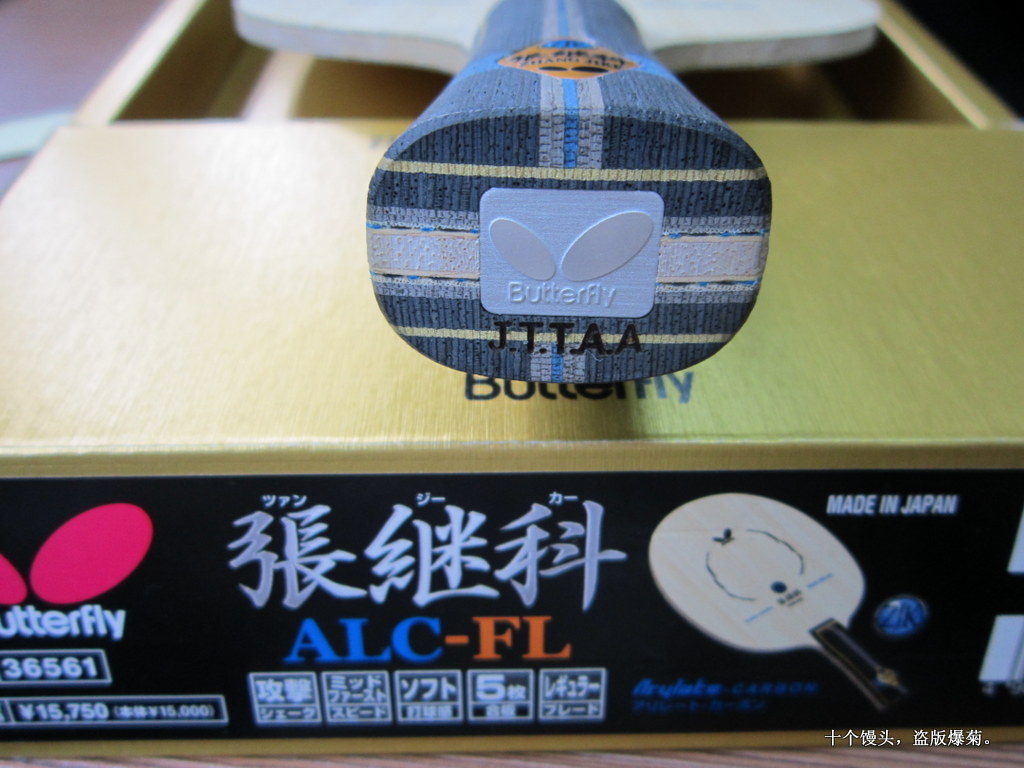 Butterfly
J.T.T.A.A
Butterfly
ツァン ジー カー
張継科
ALC-FL
MADE IN JAPAN
utterfly
36561
¥15,750 (本体¥15,000)
攻撃 シェーク
ミッドファースト スピード
ソフト 打球感
5枚 合板
レギュラー ブレード
Arylate-CARBON
アリレート・カーボン
ZJK
十个馒头，盗版爆菊。